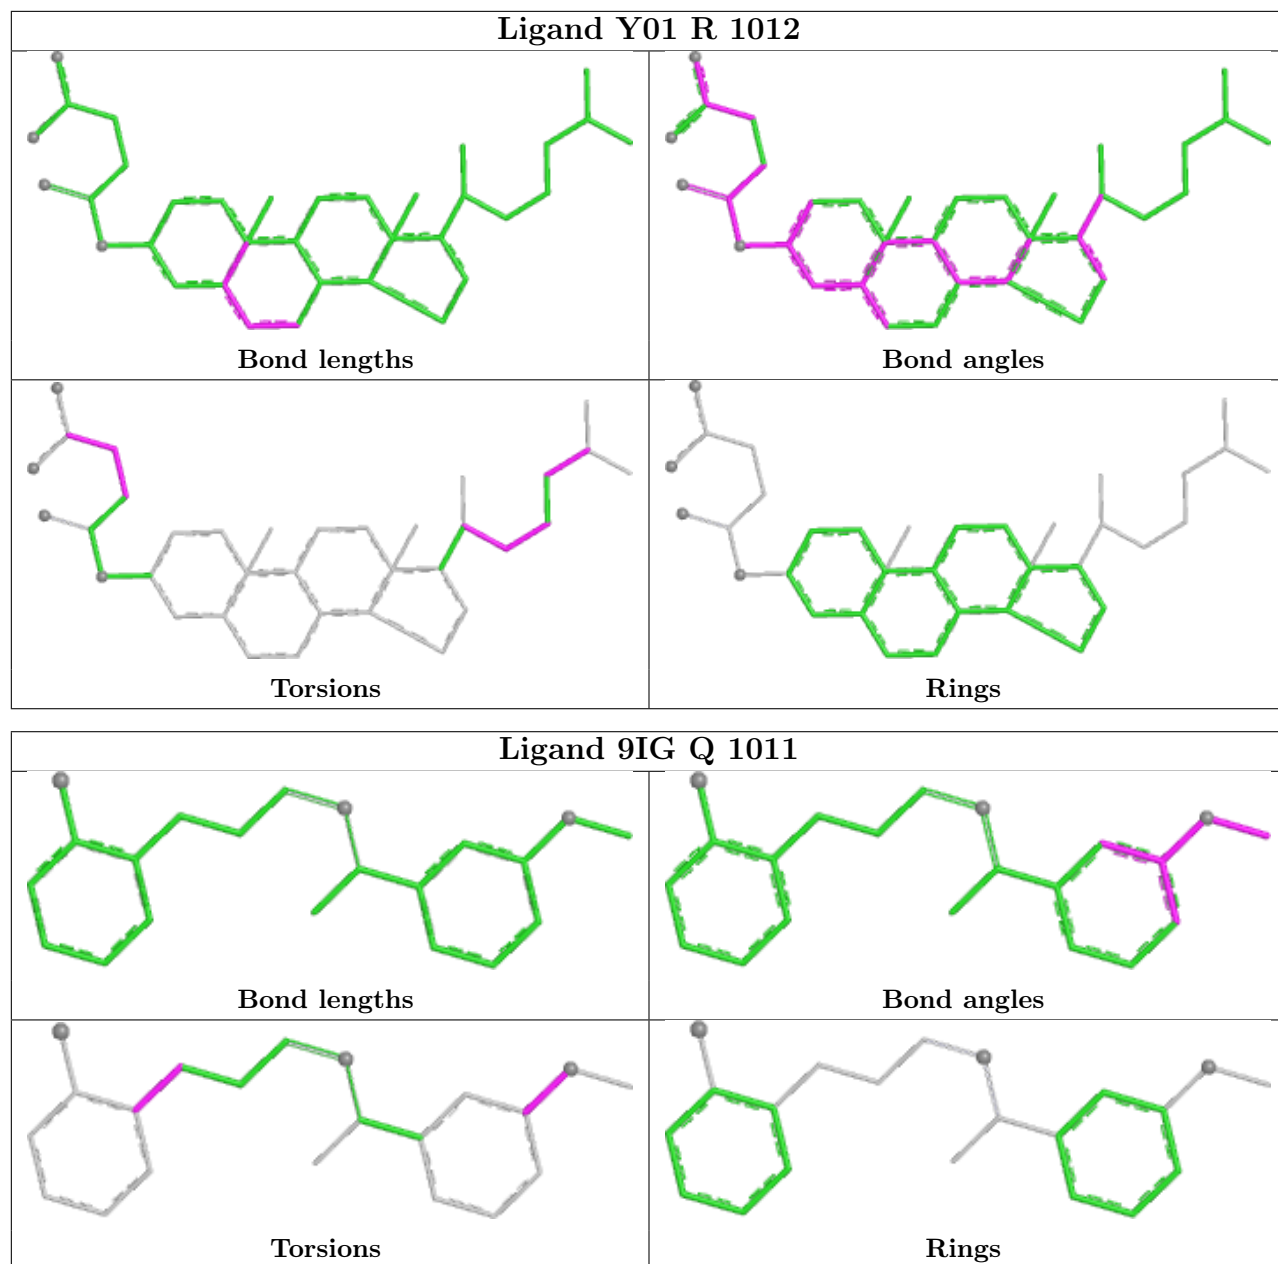 Ligand Y01 R 1012
Bond lengths
Bond angles
Torsions
Rings
Ligand 9IG Q 1011
Bond lengths
Bond angles
Torsions
Rings